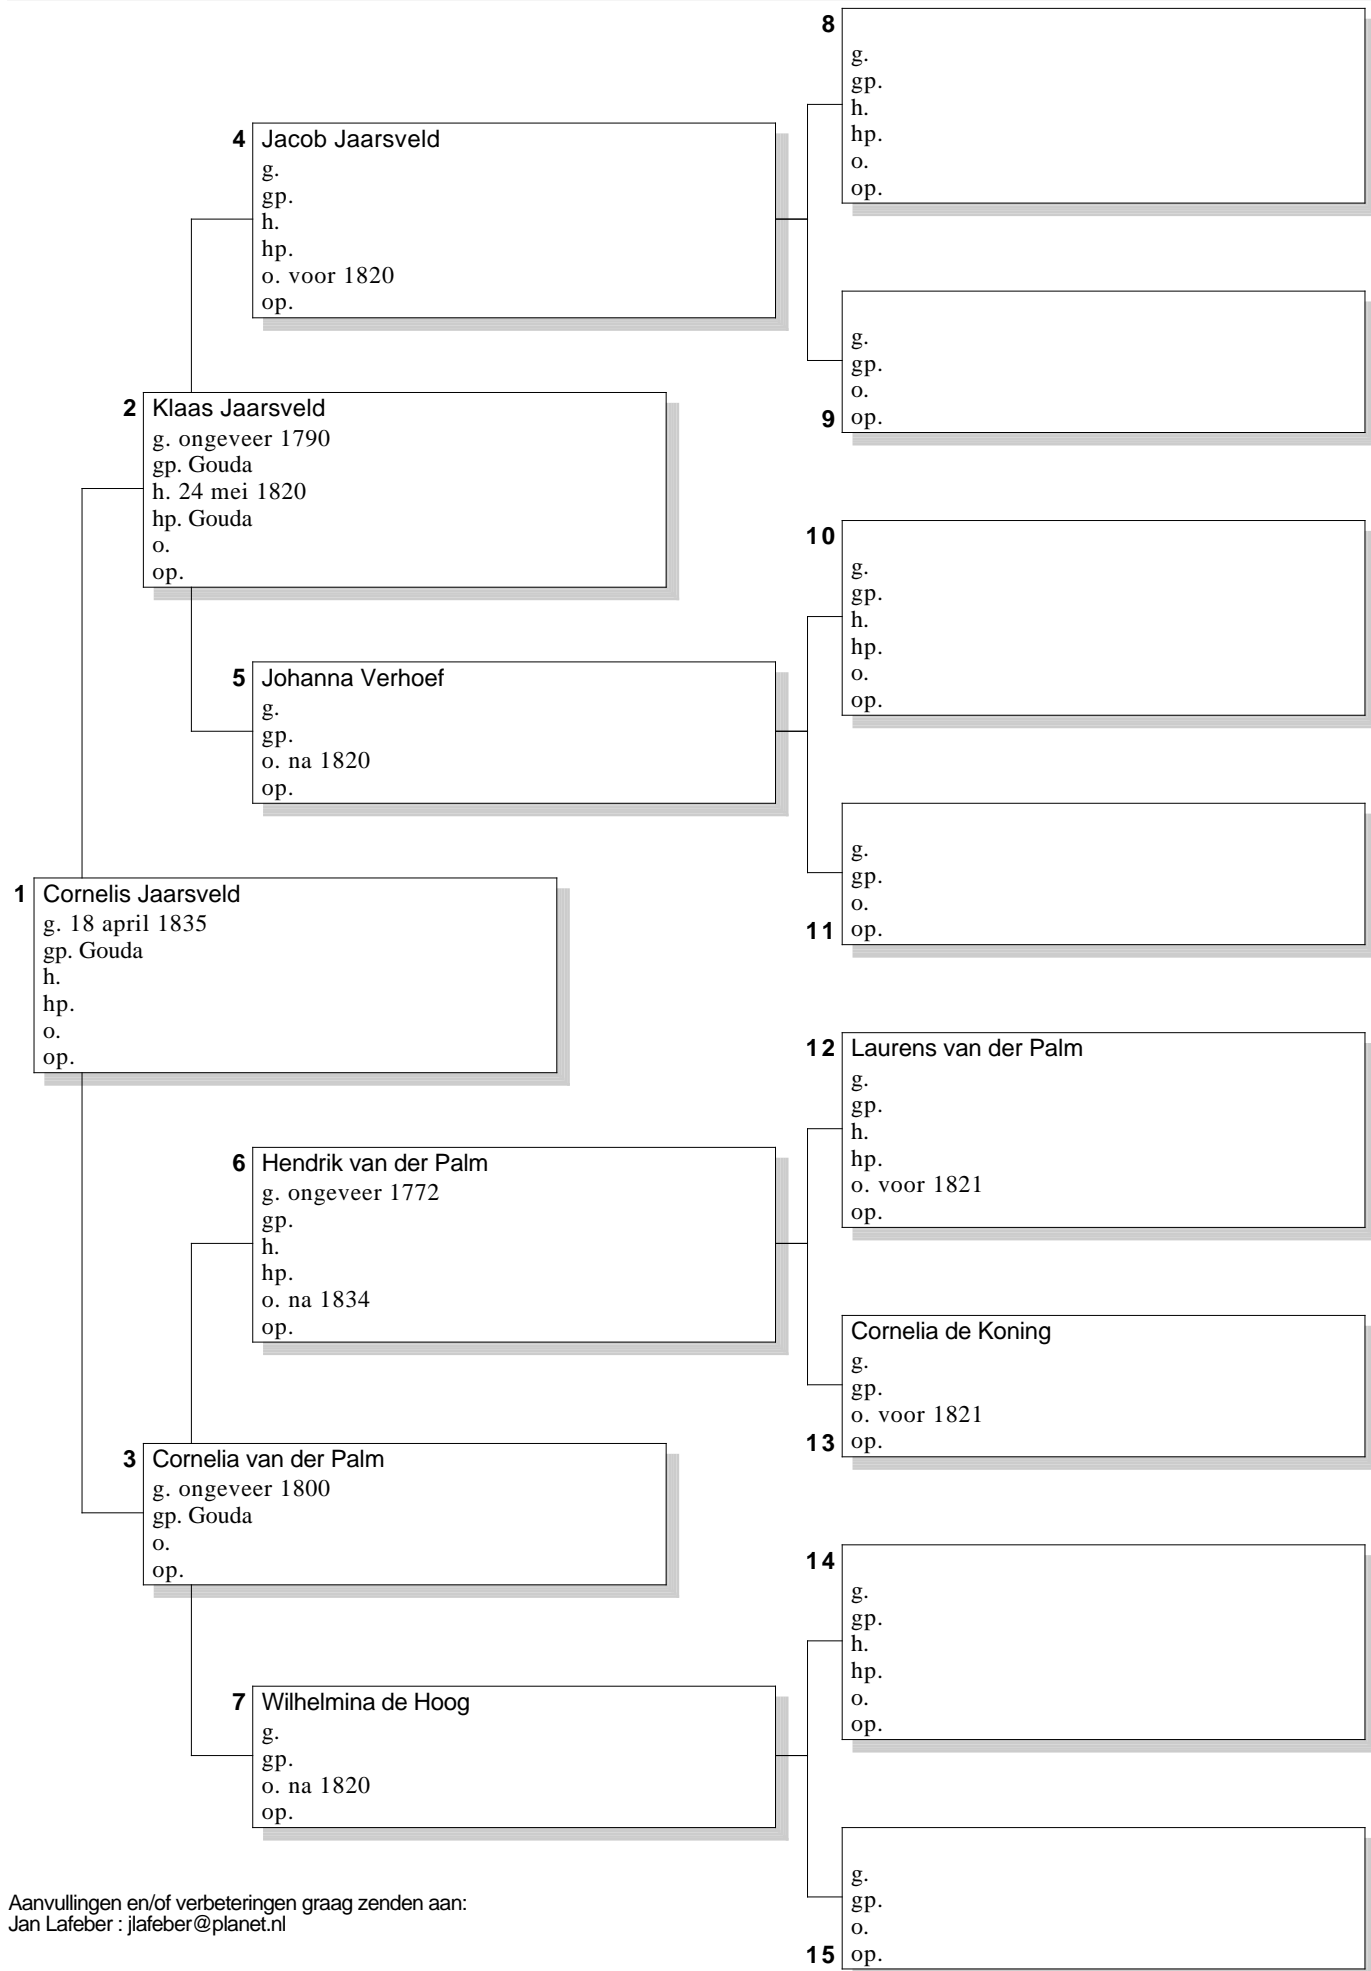 8
g.
gp.
h.
hp.
o.
op.
4 Jacob Jaarsveld
g.
gp.
h.
hp.
o. voor 1820
op.
g.
gp.
o.
9 op.
2 Klaas Jaarsveld
g. ongeveer 1790
gp. Gouda
h. 24 mei 1820
hp. Gouda
o.
op.
10
g.
gp.
h.
hp.
o.
op.
5 Johanna Verhoef
g.
gp.
o. na 1820
op.
g.
gp.
o.
11 op.
1 Cornelis Jaarsveld
g. 18 april 1835
gp. Gouda
h.
hp.
o.
op.
12 Laurens van der Palm
g.
gp.
h.
hp.
o. voor 1821
op.
6 Hendrik van der Palm
g. ongeveer 1772
gp.
h.
hp.
o. na 1834
op.
Cornelia de Koning
g.
gp.
o. voor 1821
13 op.
3 Cornelia van der Palm
g. ongeveer 1800
gp. Gouda
o.
op.
14
g.
gp.
h.
hp.
o.
op.
7 Wilhelmina de Hoog
g.
gp.
o. na 1820
op.
g.
gp.
o.
15 op.
Aanvullingen en/of verbeteringen graag zenden aan:
Jan Lafeber : jlafeber@planet.nl